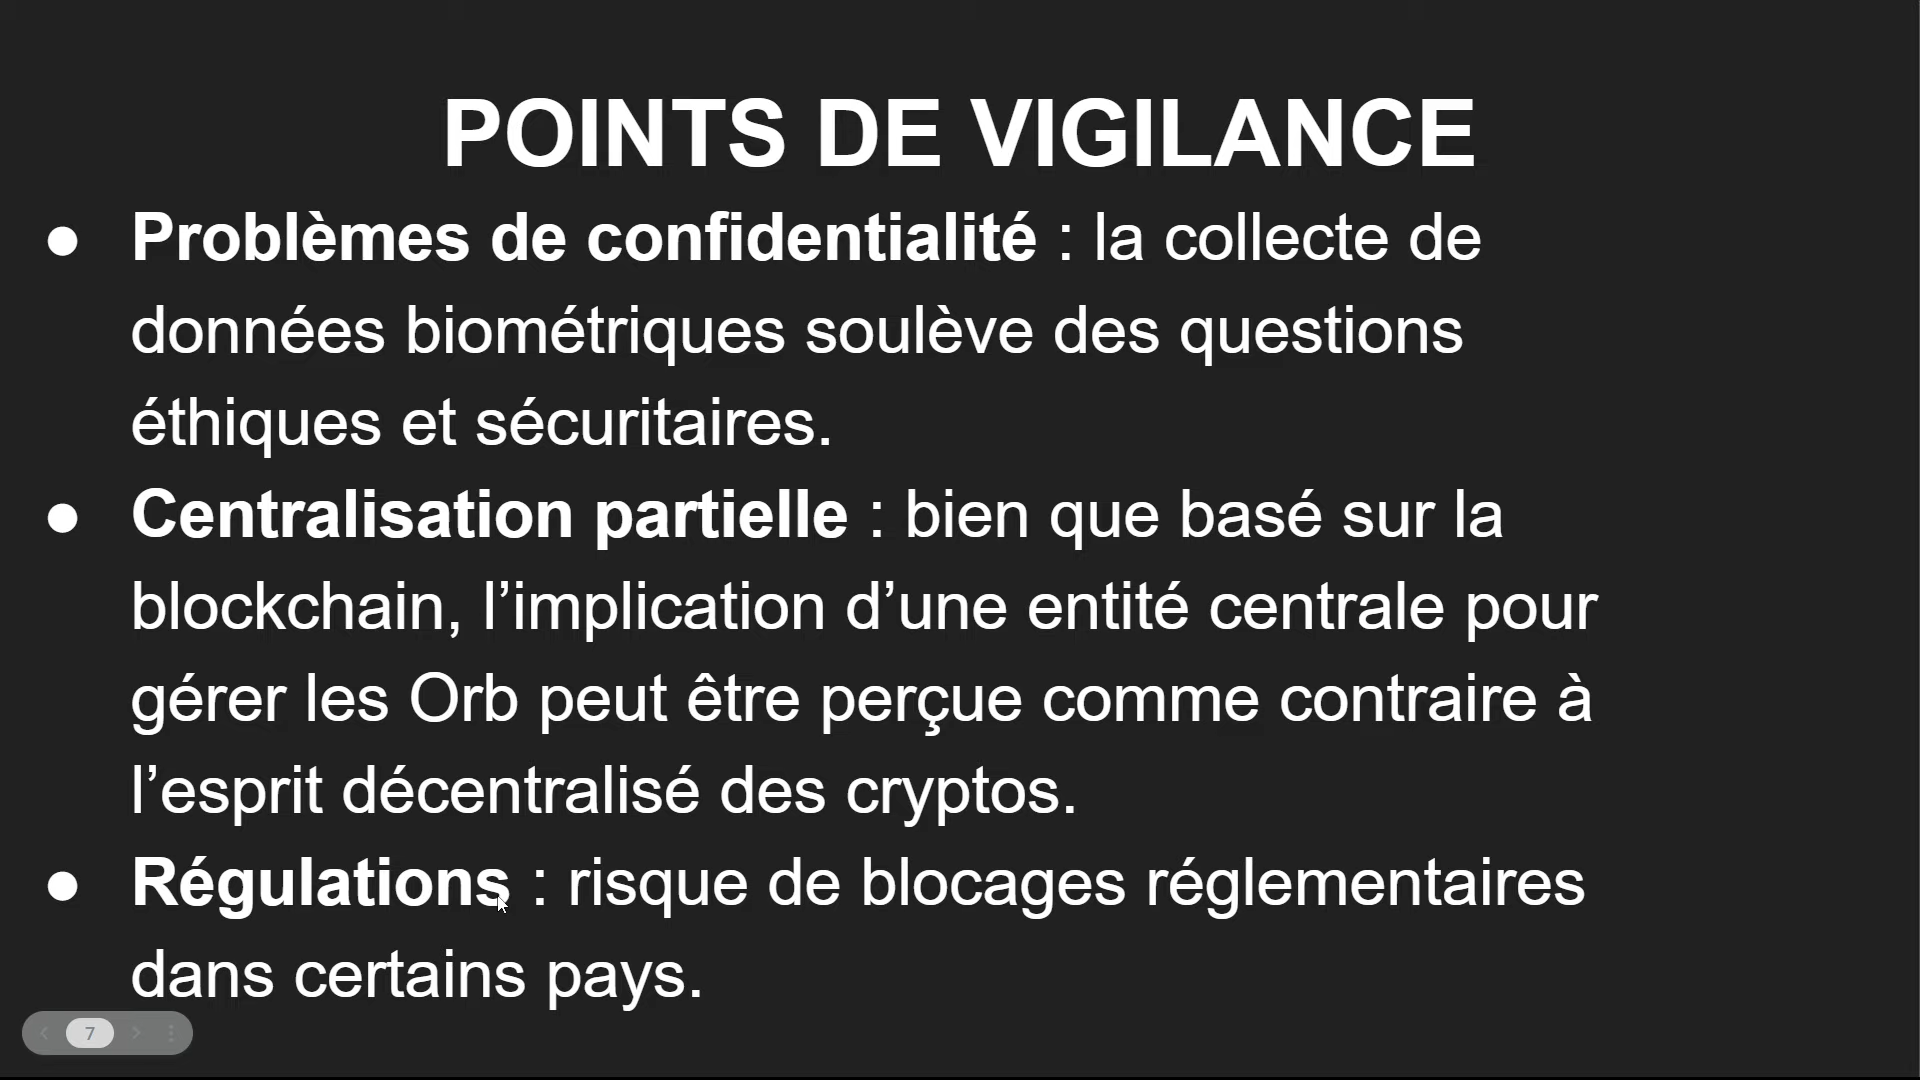 POINTS DE VIGILANCE
● Problèmes de confidentialité : la collecte de
données biométriques soulève des questions
éthiques et sécuritaires.
● Centralisation partielle : bien que basé sur la
blockchain, l’implication d’une entité centrale pour
gérer les Orb peut être perçue comme contraire à
l’esprit décentralisé des cryptos.
● Régulations : risque de blocages réglementaires
dans certains pays.
7